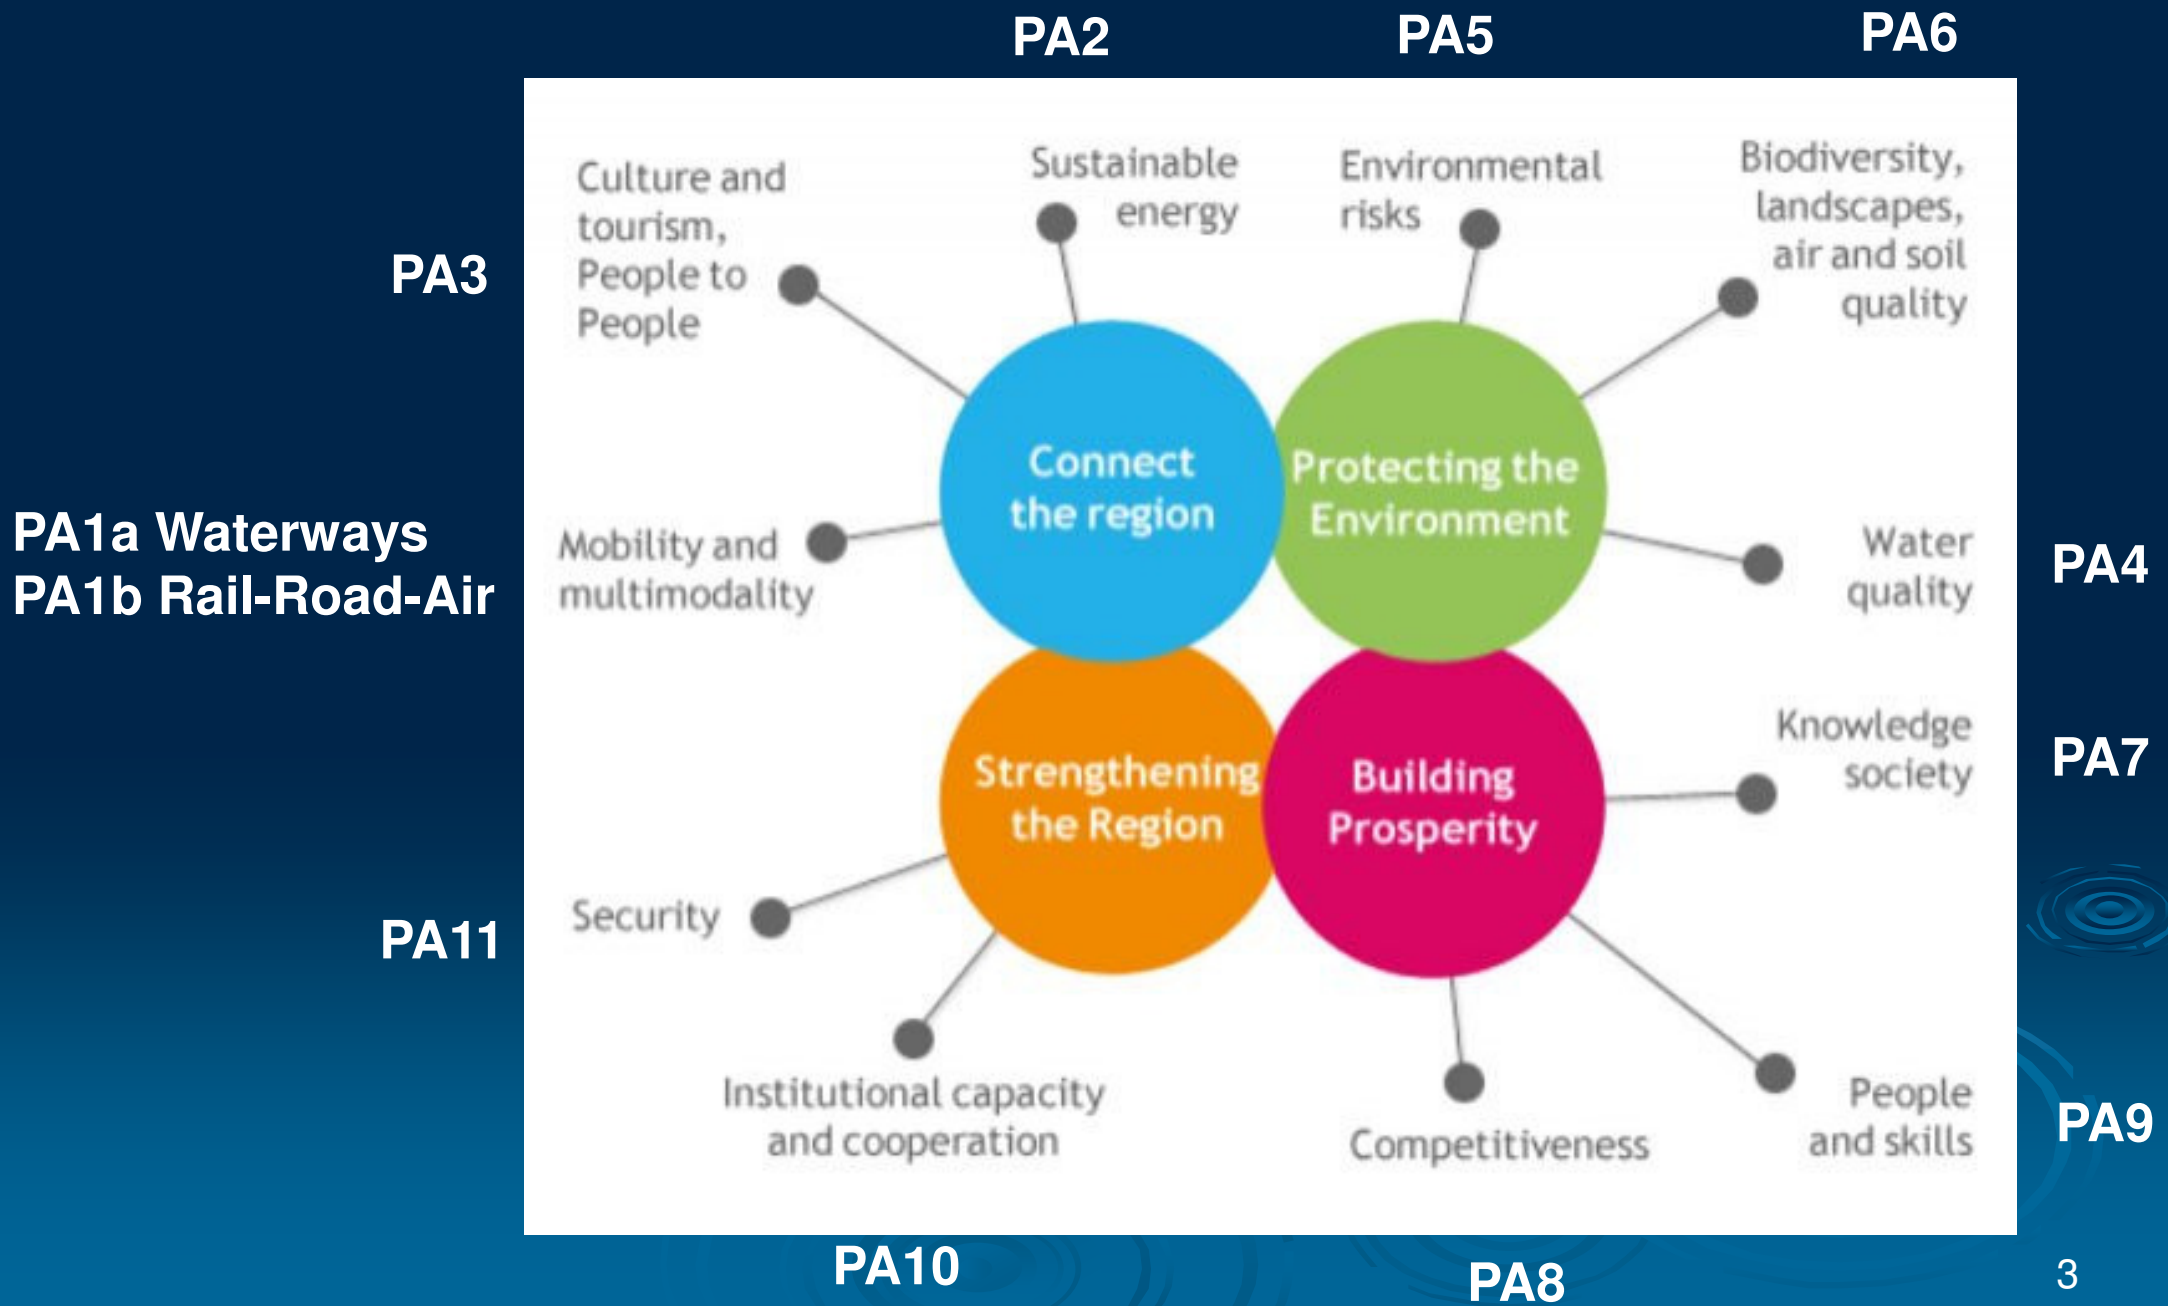 PA2
PA5
PA6
Culture and
tourism,
People to
People
Sustainable
energy
Environmental
risks
Biodiversity,
landscapes,
air and soil
quality
PA3
Connect
the region
Protecting the
Environment
PA1a Waterways
PA1b Rail-Road-Air
Mobility and
multimodality
Water
quality
PA4
Strengthening
the Region
Building
Prosperity
Knowledge
society
PA7
PA11
Security
Institutional capacity
and cooperation
Competitiveness
People
and skills
PA9
PA10
PA8
3